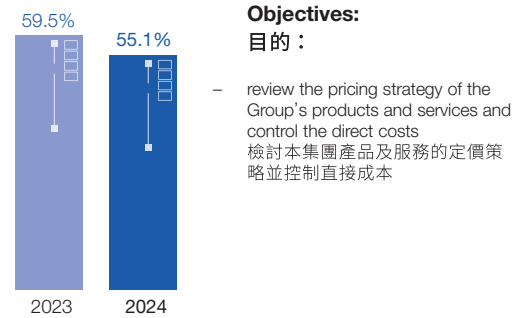 59.5%
55.1%
2023
2024
Objectives:
目的：
– review the pricing strategy of the
Group's products and services and
control the direct costs
檢討本集團產品及服務的定價策
略並控制直接成本